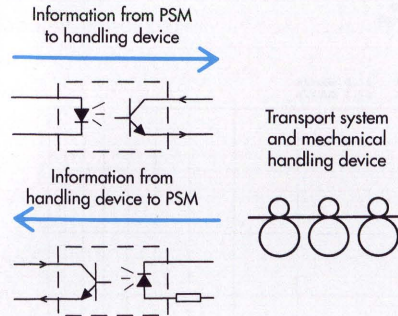 Information from PSM
to handling device
Transport system
and mechanical
handling device
Information from
handling device to PSM